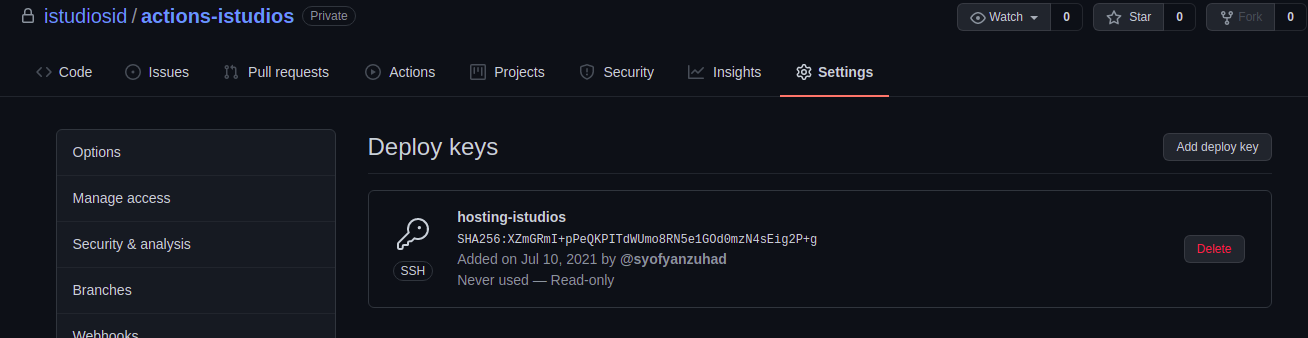 istudiosid / actions-istudios Private
Watch 0 Star 0 Fork 0
Code Issues Pull requests Actions Projects Security Insights Settings
Options
Manage access
Security & analysis
Branches
Webhooks
Deploy keys
Add deploy key
hosting-istudios
SHA256:XZmGRmI+pPeQKPITdWUmo8RN5e1GOd0mzN4sEig2P+g
Added on Jul 10, 2021 by @syofyanzuhad
Never used — Read-only
SSH
Delete